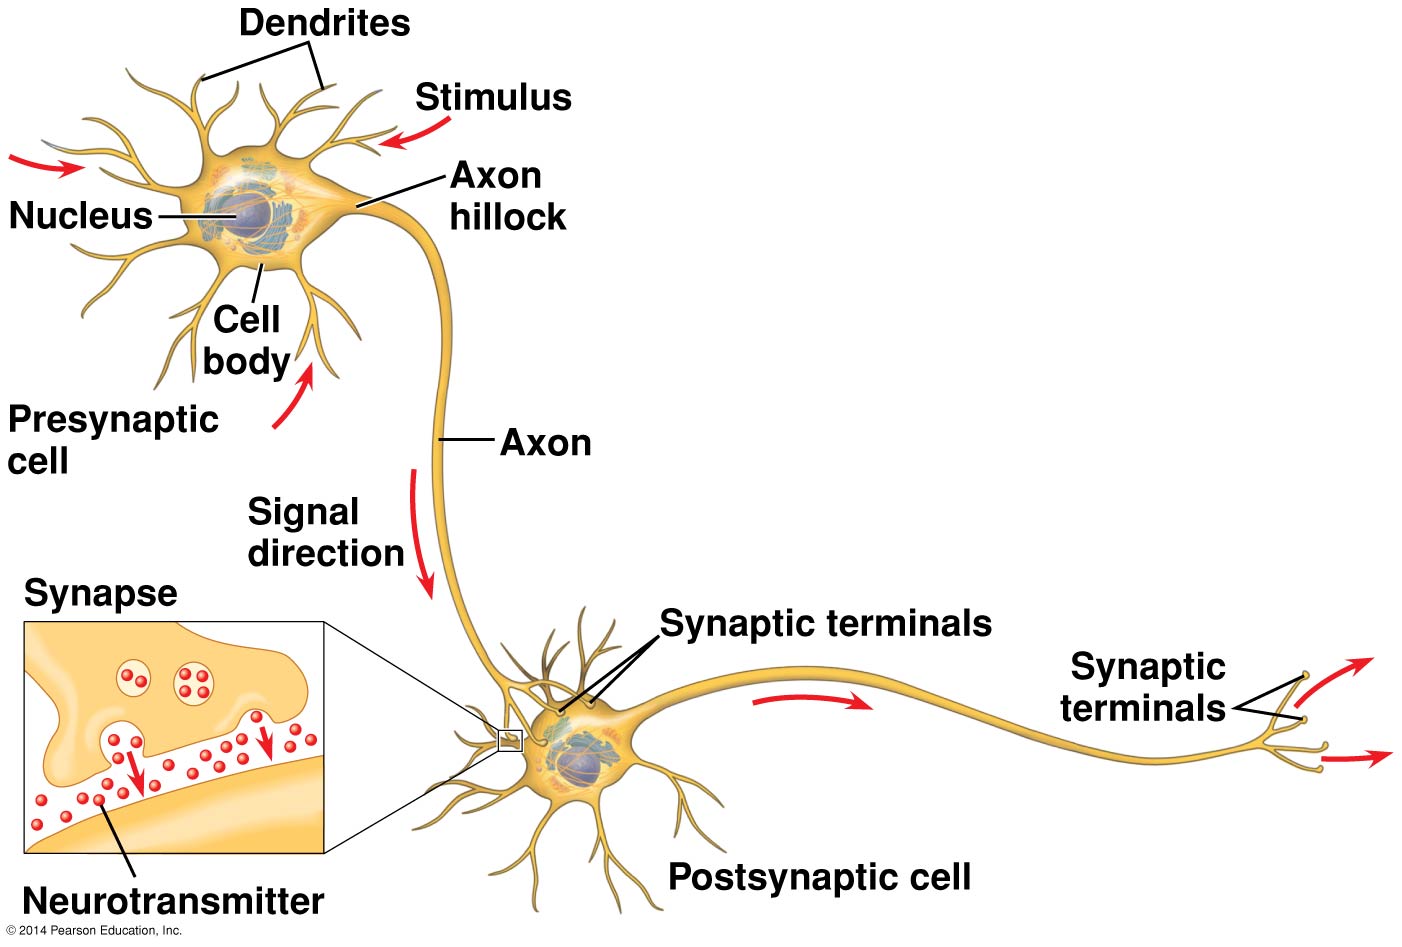 Dendrites
Stimulus
Axon
hillock
Nucleus
Cell
body
Presynaptic
cell
Axon
Signal
direction
Synapse
Synaptic terminals
Synaptic
terminals
Postsynaptic cell
Neurotransmitter
© 2014 Pearson Education, Inc.